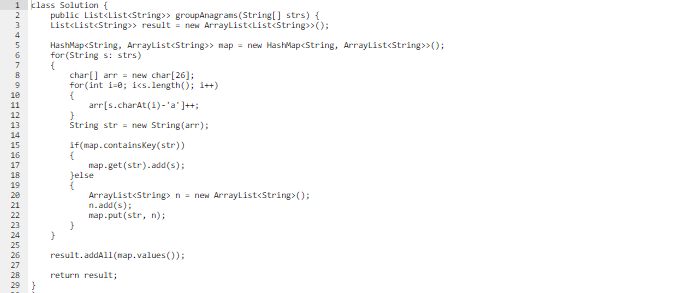 1 class Solution {
2 public List<List<String>> groupAnagrams(String[] strs) {
3 List<List<String>> result = new ArrayList<List<String>>();
4
5 HashMap<String, ArrayList<String>> map = new HashMap<String, ArrayList<String>>();
6 for(String s: strs)
7 {
8 char[] arr = new char[26];
9 for(int i=0; i<s.length(); i++)
10 {
11 arr[s.charAt(i)-'a']++;
12 }
13 String str = new String(arr);
14
15 if(map.containsKey(str))
16 {
17 map.get(str).add(s);
18 }else
19 {
20 ArrayList<String> n = new ArrayList<String>();
21 n.add(s);
22 map.put(str, n);
23 }
24 }
25
26 result.addAll(map.values());
27
28 return result;
29 }